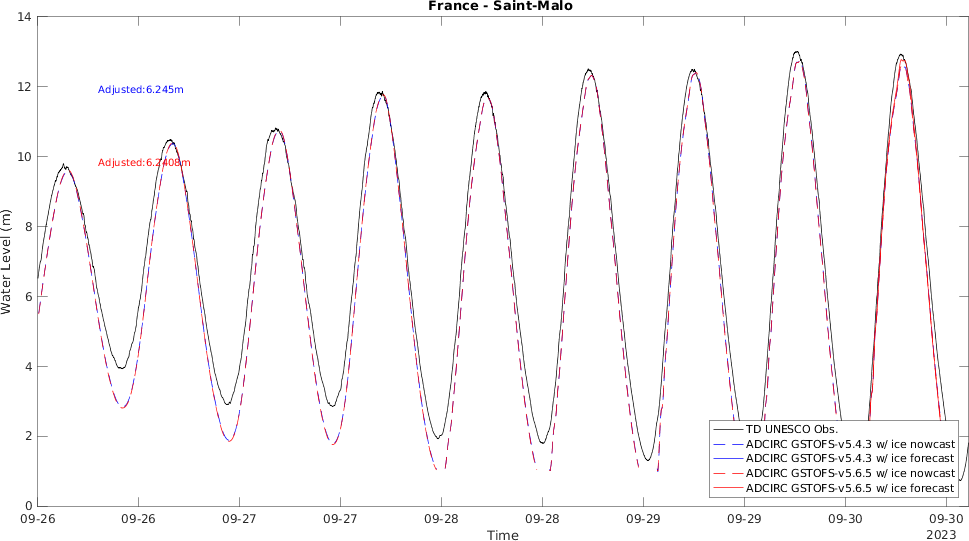 France - Saint-Malo
14
12
10
8
6
4
2
0
Water Level (m)
Adjusted:6.245m
Adjusted:6.2408m
TD UNESCO Obs.
ADCIRC GSTOFS-v5.4.3 w/ ice nowcast
ADCIRC GSTOFS-v5.4.3 w/ ice forecast
ADCIRC GSTOFS-v5.6.5 w/ ice nowcast
ADCIRC GSTOFS-v5.6.5 w/ ice forecast
09-26 09-26 09-27 09-27 09-28 09-28 09-29 09-29 09-30 09-30
2023
Time